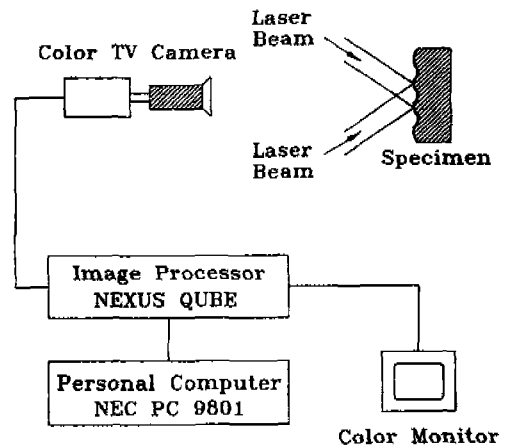 Laser
Beam
Color TV Camera
Laser
Beam
Specimen
Image Processor
NEXUS QUBE
Personal Computer
NEC PC 9801
Color Monitor